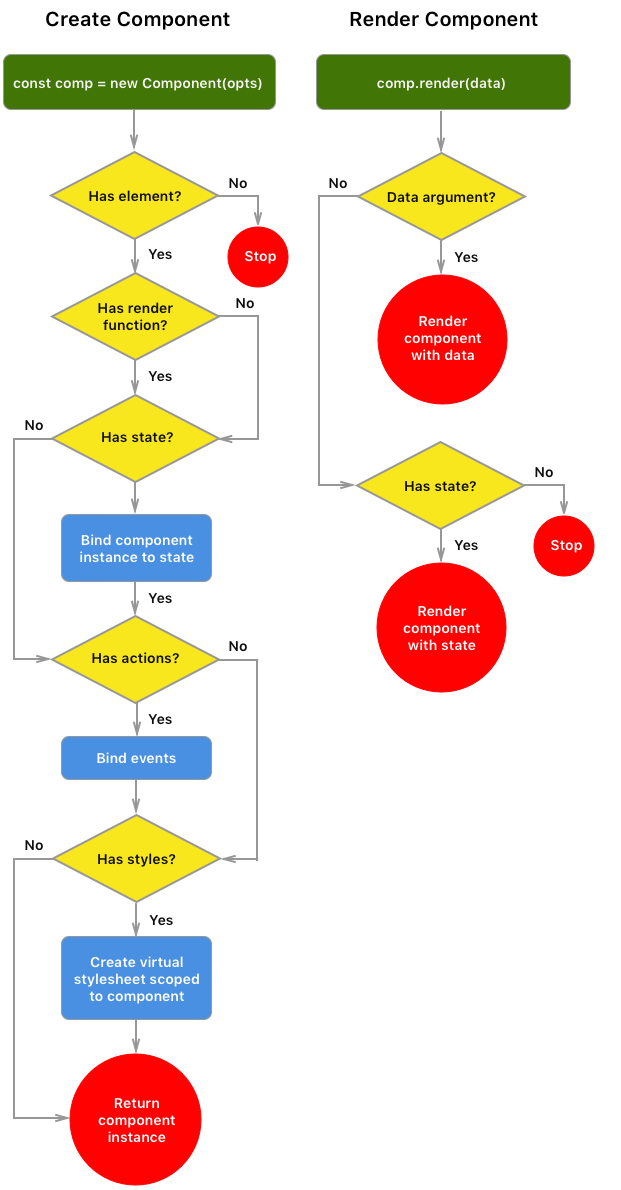 Create Component
const comp = new Component(opts)
Has element?
No
Stop
Yes
Has render
function?
No
Yes
Has state?
No
Bind component
instance to state
Yes
Has actions?
No
Yes
Bind events
Has styles?
No
Yes
Create virtual
stylesheet scoped
to component
Return
component
instance
Render Component
comp.render(data)
Data argument?
No
Yes
Render
component
with data
Has state?
No
Stop
Yes
Render
component
with state